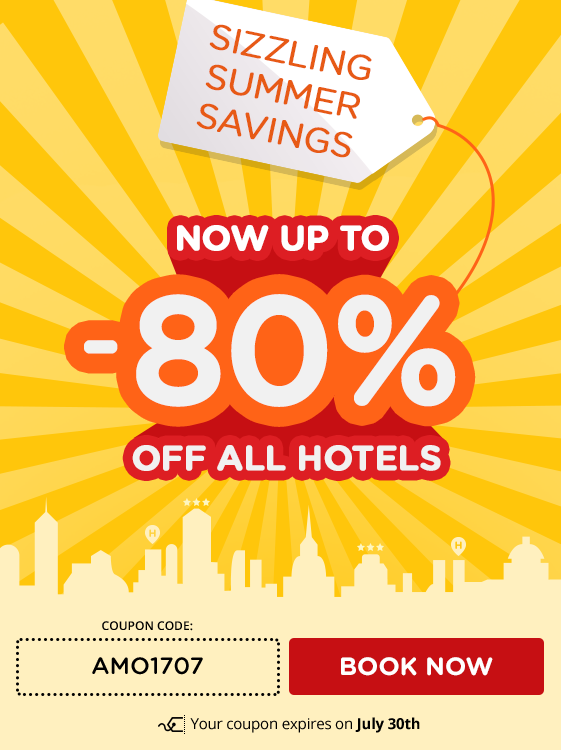 SIZZLING
SUMMER
SAVINGS
NOW UP TO
-80%
OFF ALL HOTELS
H
H
COUPON CODE:
AMO1707
BOOK NOW
Your coupon expires on July 30th